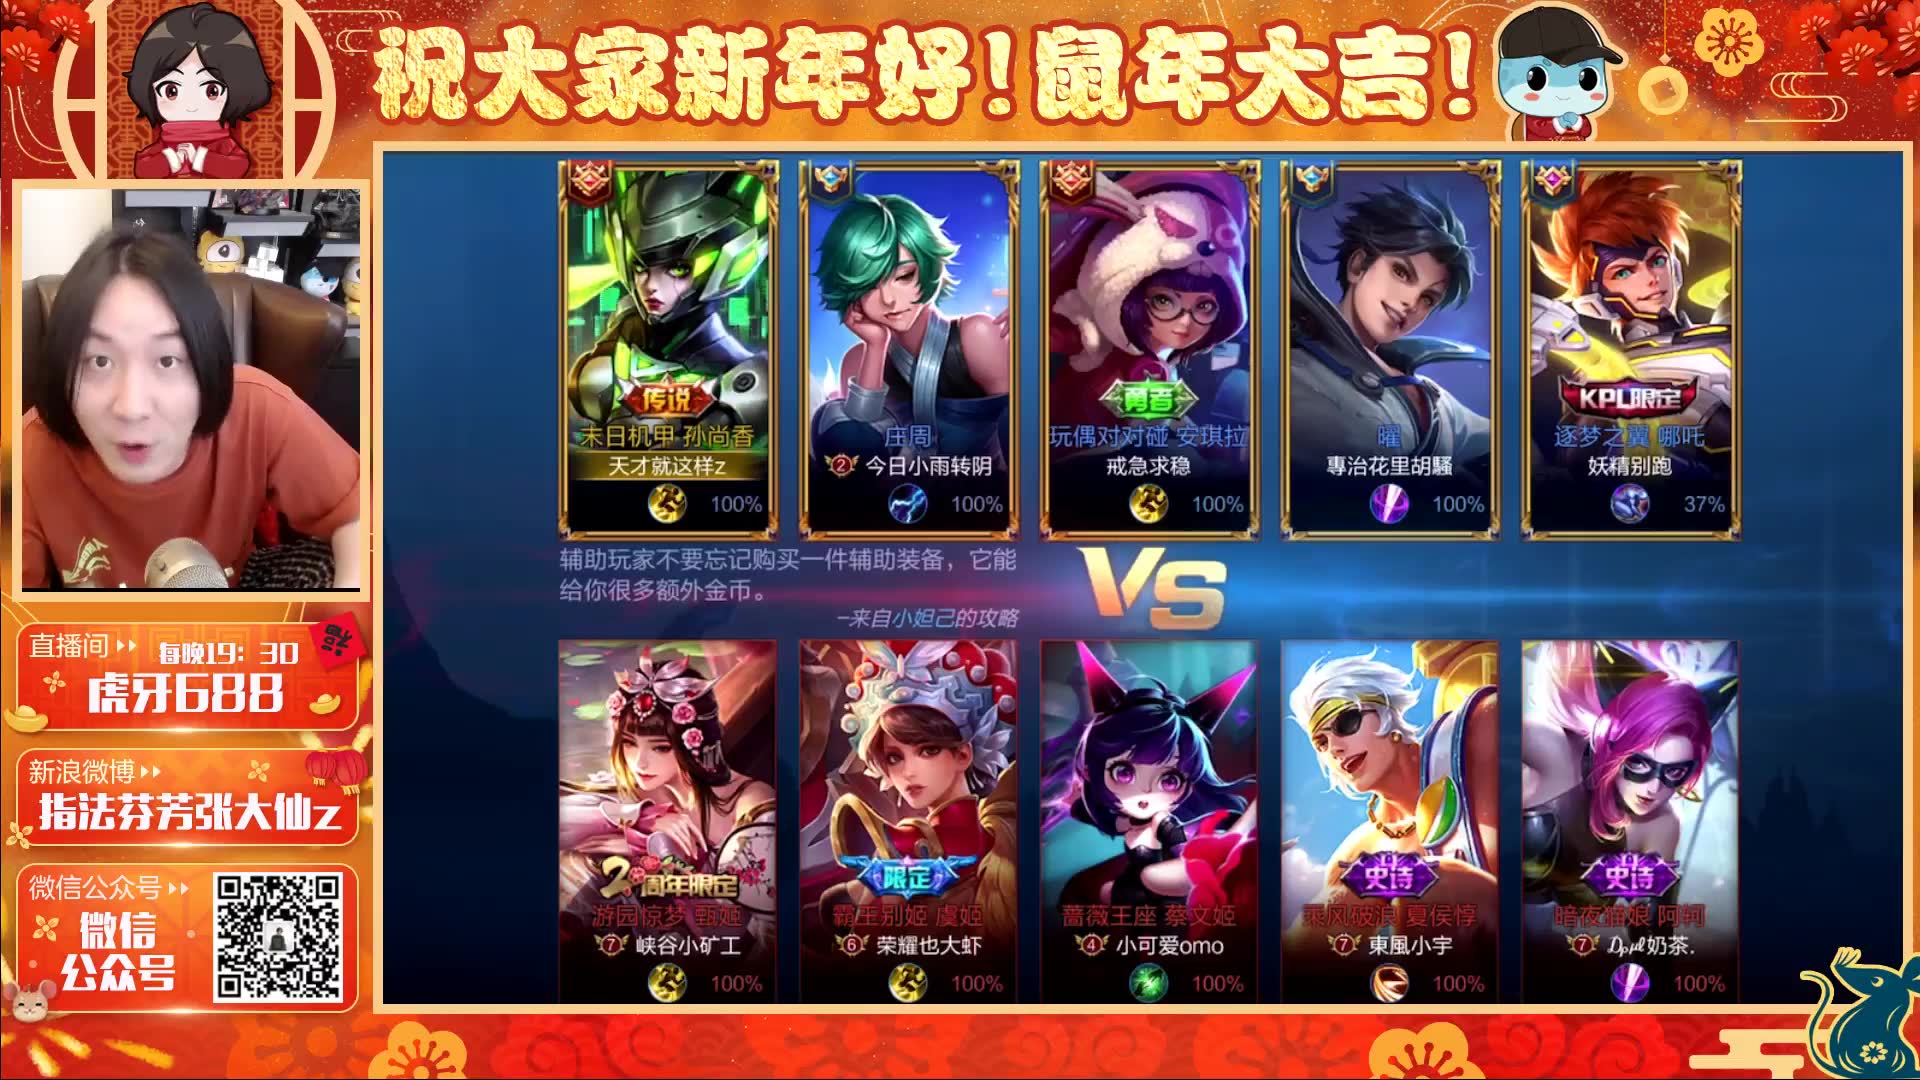 祝大家新年好!鼠年大吉!
传说
末日机甲 孙尚香
天才就这样z
100%
庄周
2 今日小雨转阴
100%
勇者
玩偶对对碰 安琪拉
戒急求稳
100%
曜
專治花里胡騷
100%
KPL限定
逐梦之翼 哪吒
妖精别跑
37%
辅助玩家不要忘记购买一件辅助装备，它能
给你很多额外金币。
–来自小妲己的攻略
VS
2周年限定
游园惊梦 甄姬
7 峡谷小矿工
100%
限定
霸王别姬 虞姬
6 荣耀也大虾
100%
蔷薇王座 蔡文姬
4 小可爱omo
100%
史诗
乘风破浪 夏侯惇
7 東風小宇
100%
史诗
暗夜猫娘 阿轲
7 奶茶.
100%
直播间
每晚19：30
虎牙688
福
新浪微博
指法芬芳张大仙z
微信公众号
微信
公众号